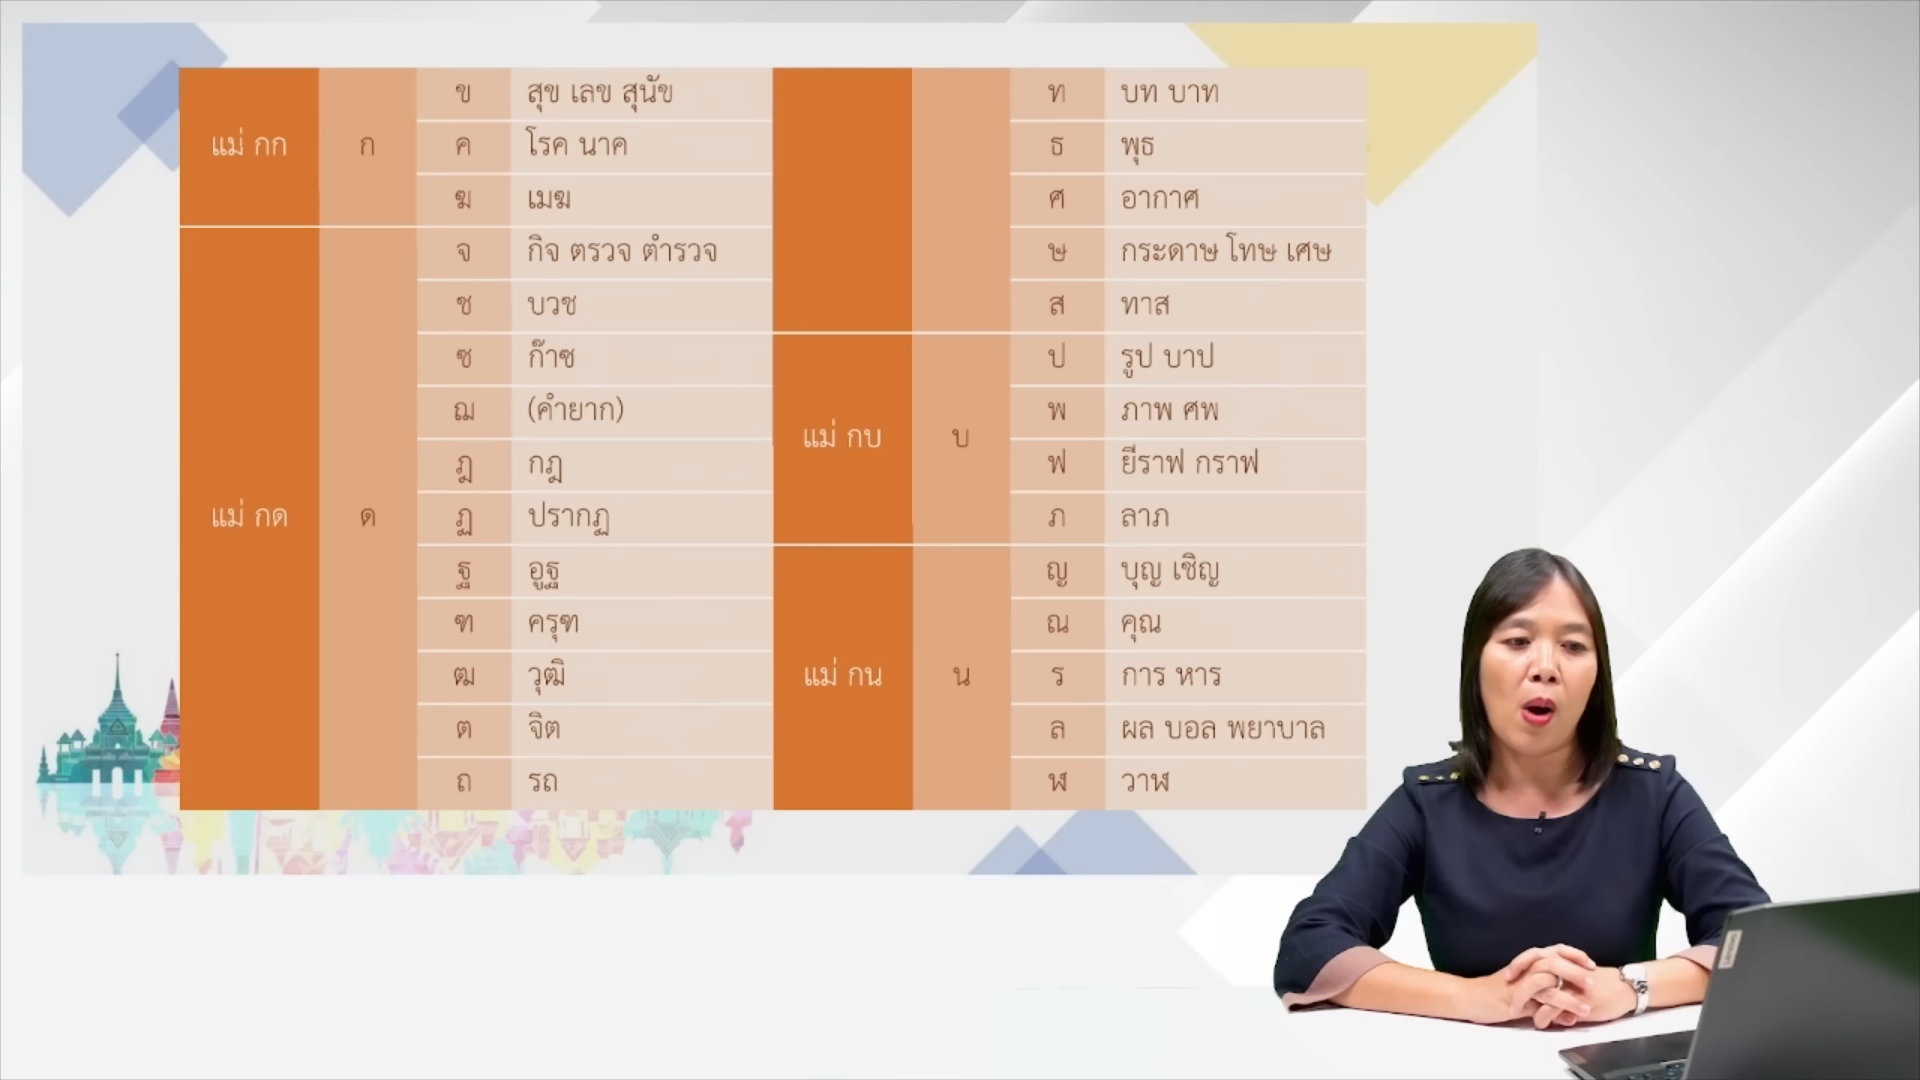 แม่ กก ก
ข สุข เลข สุนัข
ค โรค นาค
ฆ เมฆ
แม่ กด ด
จ กิจ ตรวจ ตำรวจ
ช บวช
ซ ก๊าซ
ฌ (คำยาก)
ฎ กฎ
ฏ ปรากฏ
ฐ อูฐ
ฑ ครุฑ
ฒ วุฒิ
ต จิต
ถ รถ
ท บท บาท
ธ พุธ
ศ อากาศ
ษ กระดาษ โทษ เศษ
ส ทาส
แม่ กบ บ
ป รูป บาป
พ ภาพ ศพ
ฟ ยีราฟ กราฟ
ภ ลาภ
แม่ กน น
ญ บุญ เชิญ
ณ คุณ
ร การ หาร
ล ผล บอล พยาบาล
ฬ วาฬ